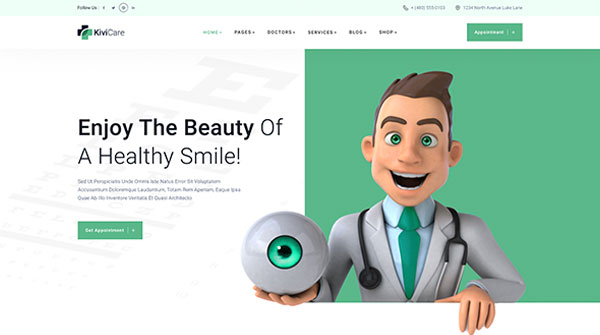 Follow Us:
+ (480) 555-0103
1234 North Avenue Luke Lane
KiviCare
HOME +
PAGES +
DOCTORS +
SERVICES +
BLOG +
SHOP +
Appointment
Enjoy The Beauty Of
A Healthy Smile!
Sed Ut Perspiciatis Unde Omnis Iste Natus Error Sit Voluptatem
Accusantium Doloremque Laudantium, Totam Rem Aperiam, Eaque Ipsa
Quae Ab Illo Inventore Veritatis Et Quasi Architecto
Get Appointment